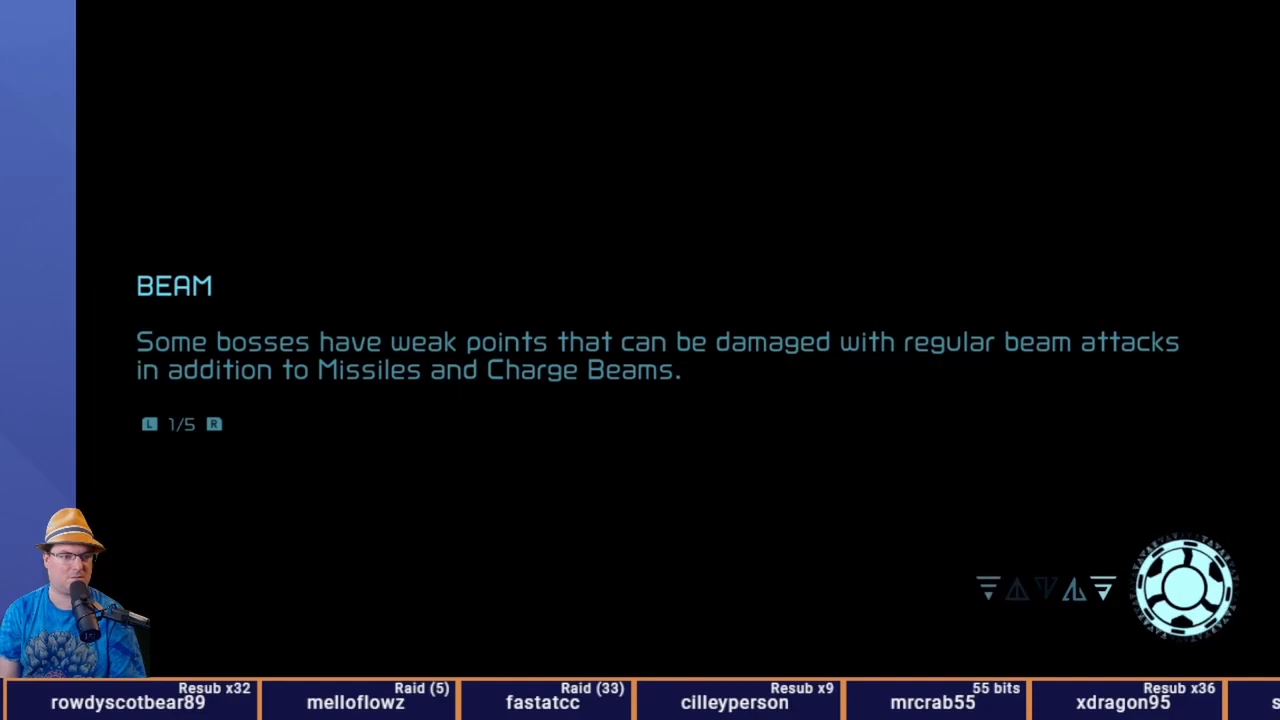 BEAM
Some bosses have weak points that can be damaged with regular beam attacks
in addition to Missiles and Charge Beams.
L 1/5 R
Resub x32
rowdyscotbear89
Raid (5)
melloflowz
Raid (33)
fastatcc
Resub x9
cilleyperson
55 bits
mrcrab55
Resub x36
xdragon95